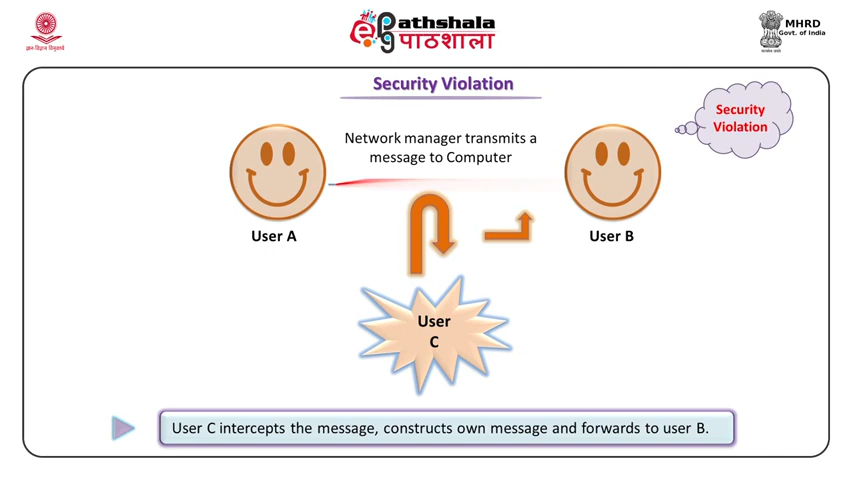 ePathshala
पाठशाला
MHRD
Govt. of India
Security Violation
Security
Violation
Network manager transmits a
message to Computer
User A
User B
User
C
User C intercepts the message, constructs own message and forwards to user B.